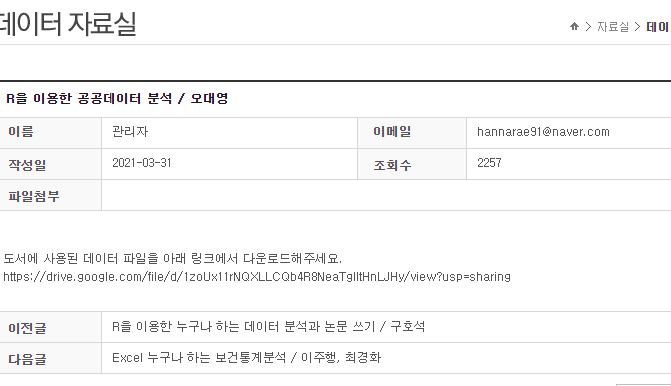 데이터 자료실
> 자료실 > 데이
R을 이용한 공공데이터 분석 / 오대영
이름 관리자 이메일 hannarae91@naver.com
작성일 2021-03-31 조회수 2257
파일첨부
도서에 사용된 데이터 파일을 아래 링크에서 다운로드해주세요.
https://drive.google.com/file/d/1zoUx11rNQXLLCQb4R8NeaTglltHnLJHy/view?usp=sharing
이전글 R을 이용한 누구나 하는 데이터 분석과 논문 쓰기 / 구호석
다음글 Excel 누구나 하는 보건통계분석 / 이주행, 최경화